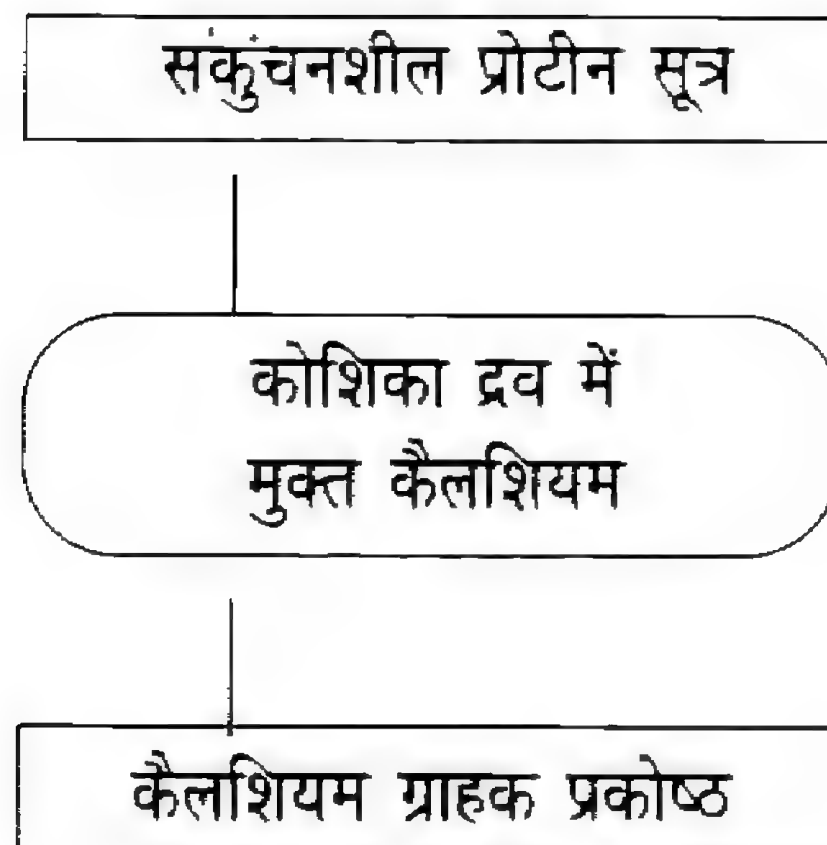 संकुंचनशील प्रोटीन सूत्र
कोशिका द्रव में
मुक्त कैलशियम
कैलशियम ग्राहक प्रकोष्ठ